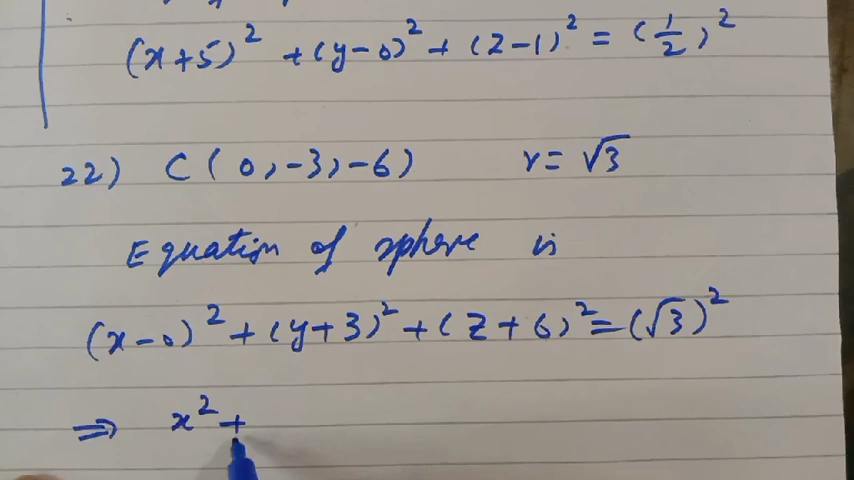 (x+5)² + (y-0)² + (z-1)² = (1/2)²
22) C(0,-3,-6) r = √3
Equation of sphere is
(x-0)² + (y+3)² + (z+6)² = (√3)²
⇒ x² +